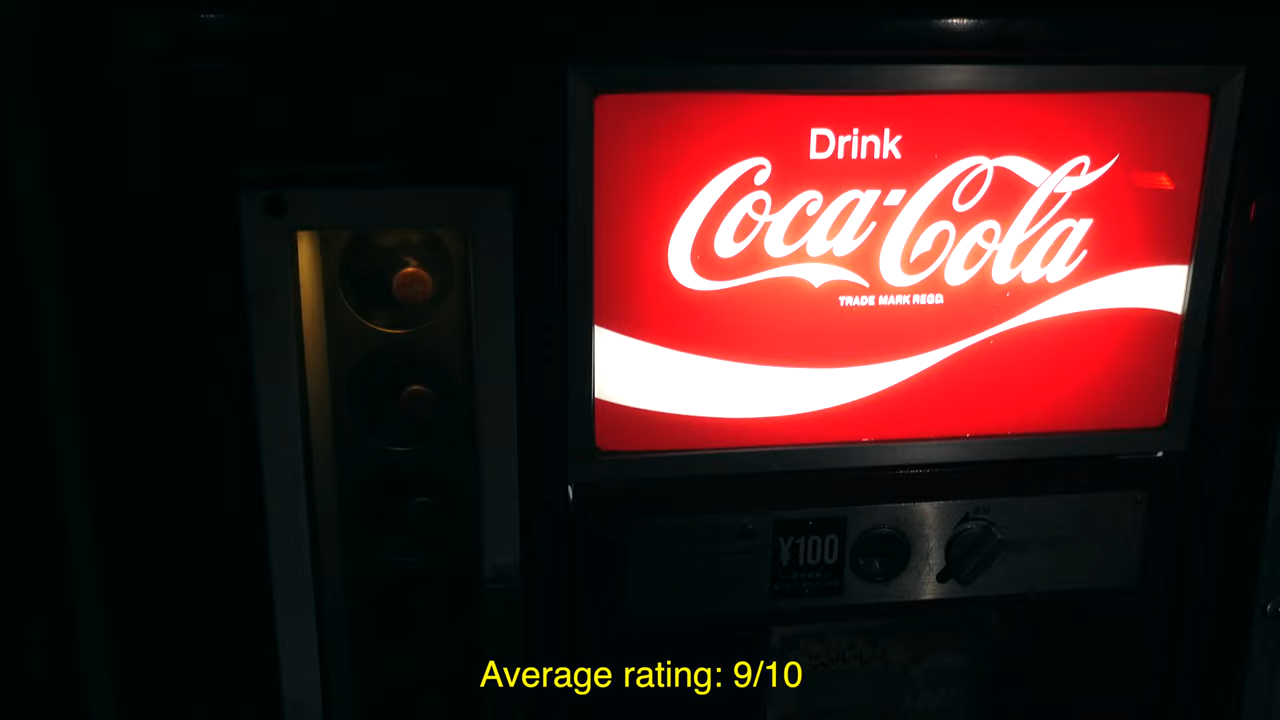 Drink
Coca-Cola
TRADE MARK REGD.
¥100
Average rating: 9/10